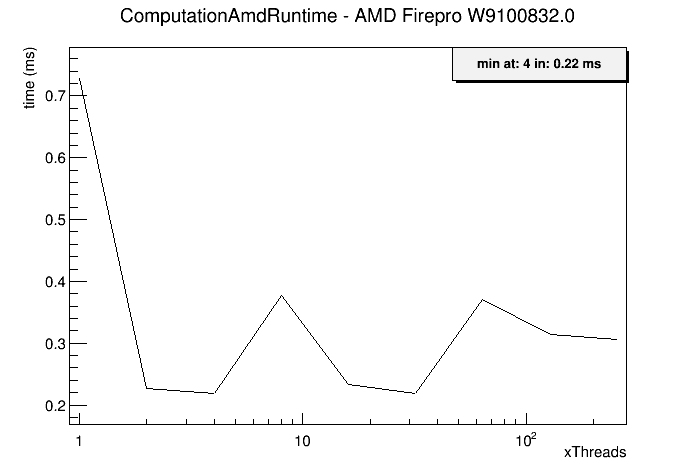 ComputationAmdRuntime - AMD Firepro W9100832.0
time (ms)
min at: 4 in: 0.22 ms
0.7
0.6
0.5
0.4
0.3
0.2
1 10 10²
xThreads